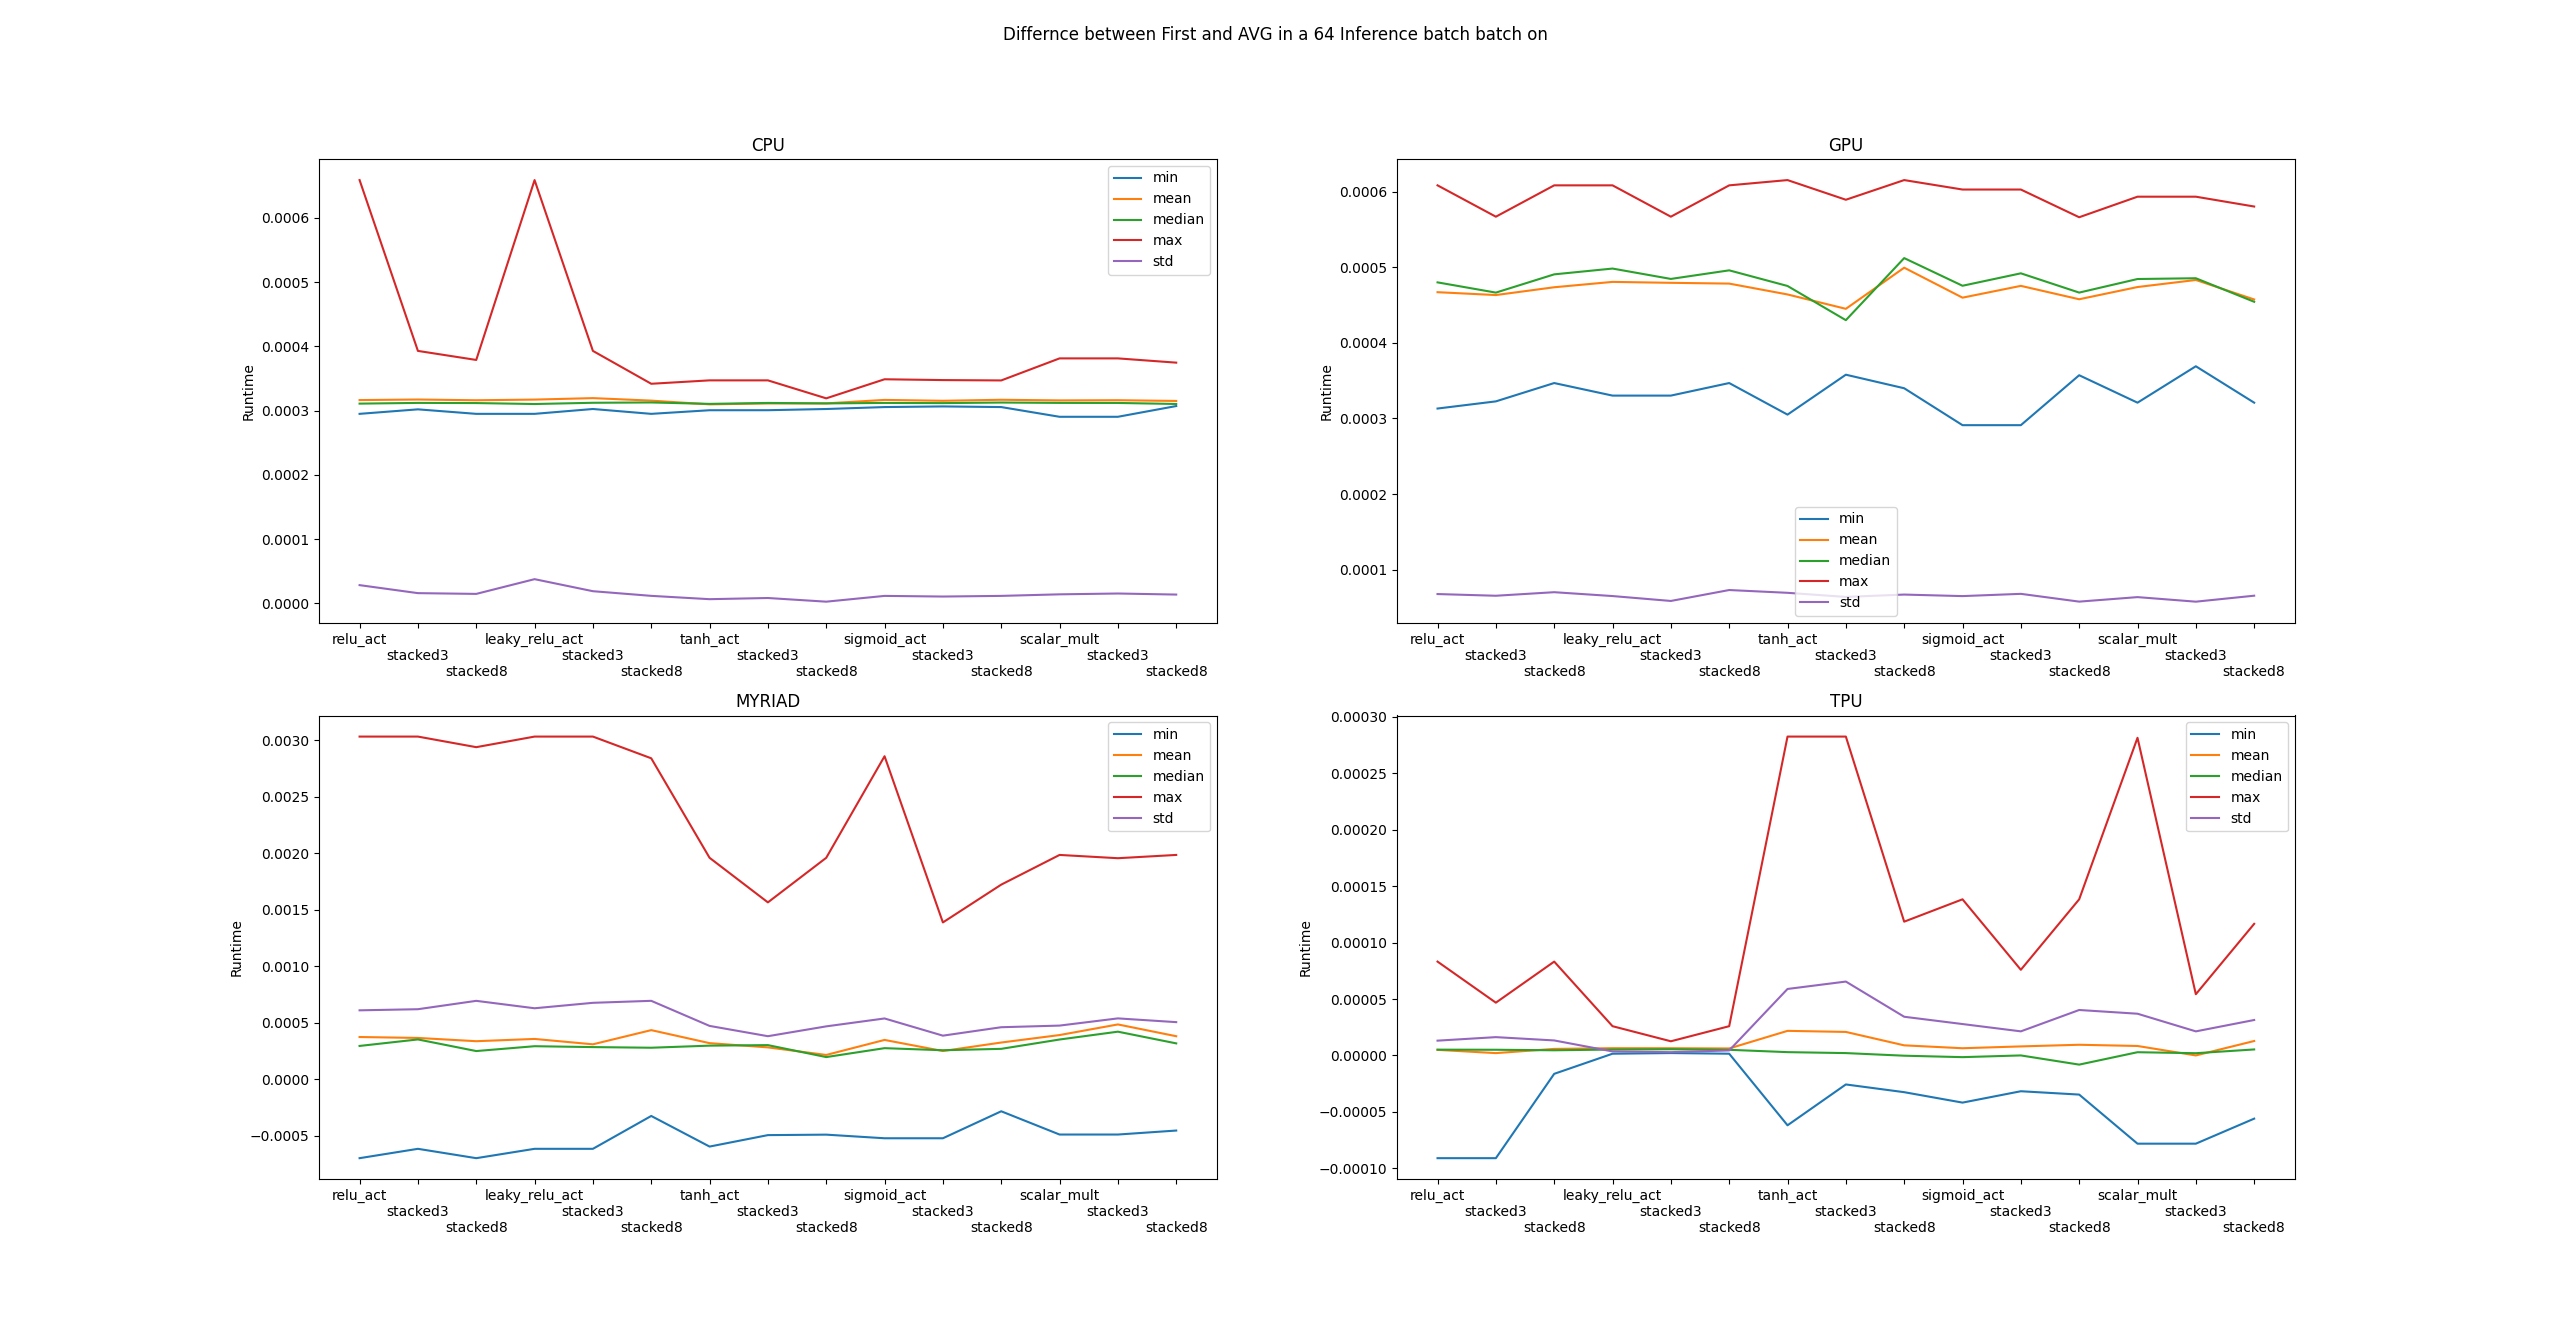 Differnce between First and AVG in a 64 Inference batch batch on
CPU
Runtime
0.0006
0.0005
0.0004
0.0003
0.0002
0.0001
0.0000
min
mean
median
max
std
relu_act leaky_relu_act tanh_act sigmoid_act scalar_mult
stacked3 stacked3 stacked3 stacked3 stacked3
stacked8 stacked8 stacked8 stacked8 stacked8
GPU
Runtime
0.0006
0.0005
0.0004
0.0003
0.0002
0.0001
min
mean
median
max
std
relu_act leaky_relu_act tanh_act sigmoid_act scalar_mult
stacked3 stacked3 stacked3 stacked3 stacked3
stacked8 stacked8 stacked8 stacked8 stacked8
MYRIAD
Runtime
0.0030
0.0025
0.0020
0.0015
0.0010
0.0005
0.0000
−0.0005
min
mean
median
max
std
relu_act leaky_relu_act tanh_act sigmoid_act scalar_mult
stacked3 stacked3 stacked3 stacked3 stacked3
stacked8 stacked8 stacked8 stacked8 stacked8
TPU
Runtime
0.00030
0.00025
0.00020
0.00015
0.00010
0.00005
0.00000
−0.00005
−0.00010
min
mean
median
max
std
relu_act leaky_relu_act tanh_act sigmoid_act scalar_mult
stacked3 stacked3 stacked3 stacked3 stacked3
stacked8 stacked8 stacked8 stacked8 stacked8